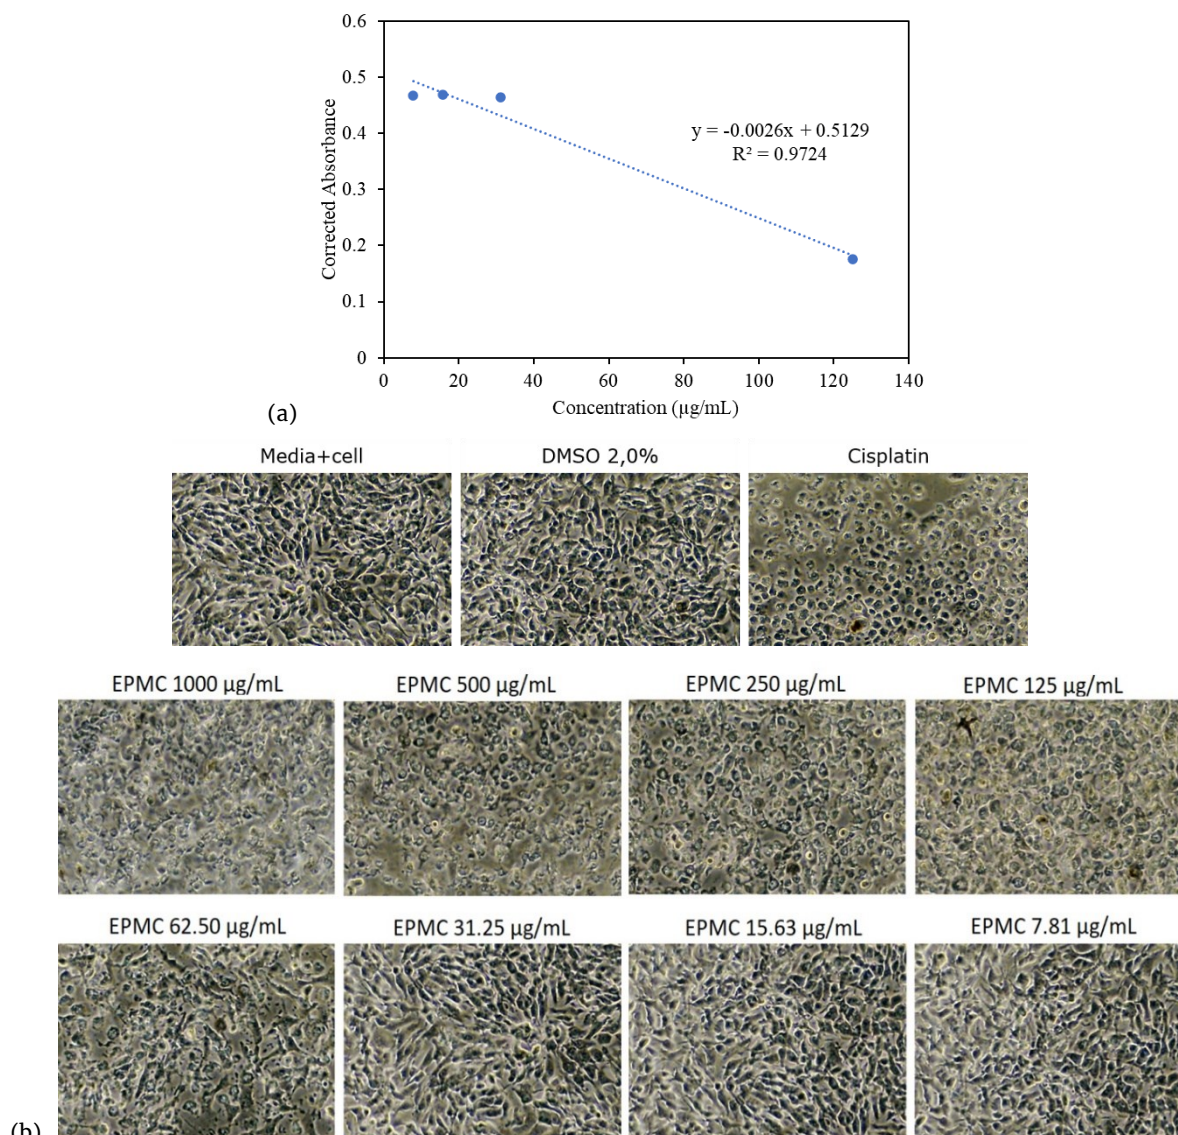 0.6
0.5
0.4
0.3
0.2
0.1
0
Corrected Absorbance
y = -0.0026x + 0.5129
R² = 0.9724
0 20 40 60 80 100 120 140
Concentration (µg/mL)
(a)
Media+cell DMSO 2,0% Cisplatin
EPMC 1000 µg/mL EPMC 500 µg/mL EPMC 250 µg/mL EPMC 125 µg/mL
EPMC 62.50 µg/mL EPMC 31.25 µg/mL EPMC 15.63 µg/mL EPMC 7.81 µg/mL
(b)